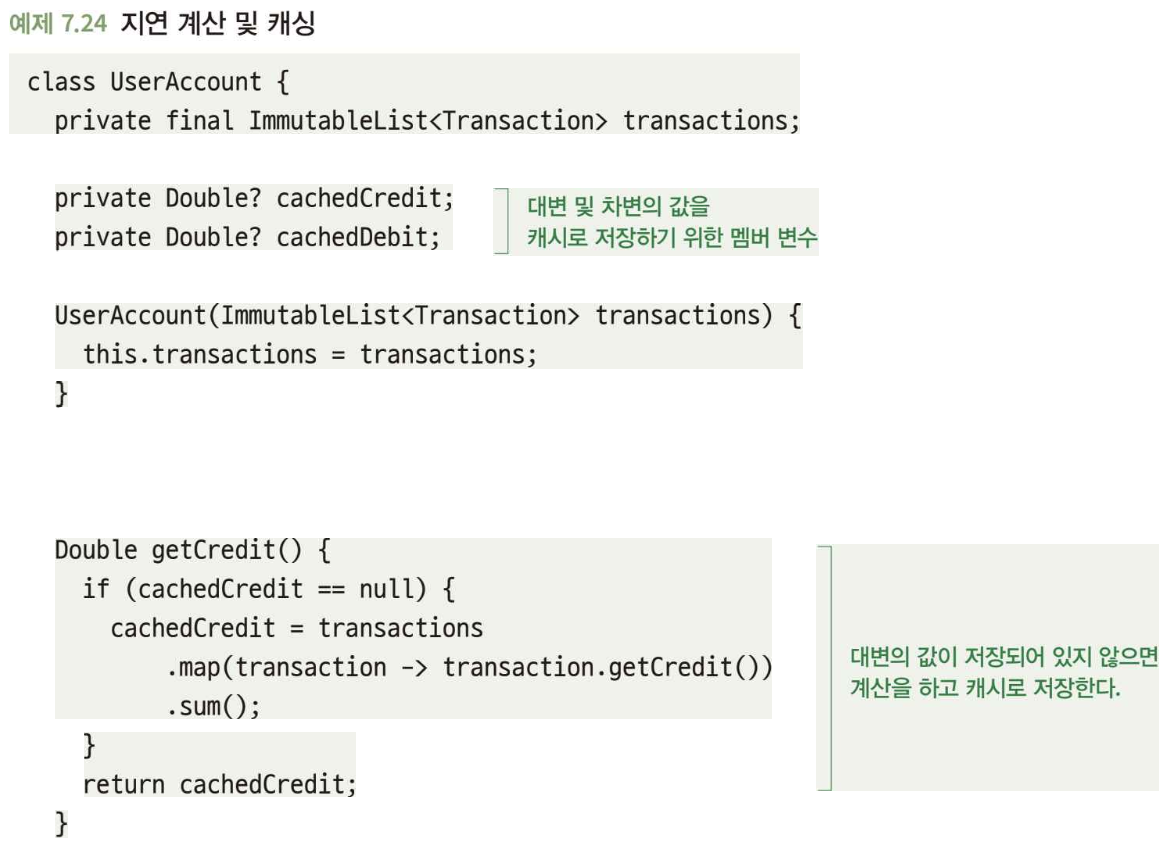 예제 7.24 지연 계산 및 캐싱
class UserAccount {
  private final ImmutableList<Transaction> transactions;
  private Double? cachedCredit;
  private Double? cachedDebit;
대변 및 차변의 값을
캐시로 저장하기 위한 멤버 변수
  UserAccount(ImmutableList<Transaction> transactions) {
    this.transactions = transactions;
  }
  Double getCredit() {
    if (cachedCredit == null) {
      cachedCredit = transactions
          .map(transaction -> transaction.getCredit())
          .sum();
    }
    return cachedCredit;
  }
대변의 값이 저장되어 있지 않으면
계산을 하고 캐시로 저장한다.